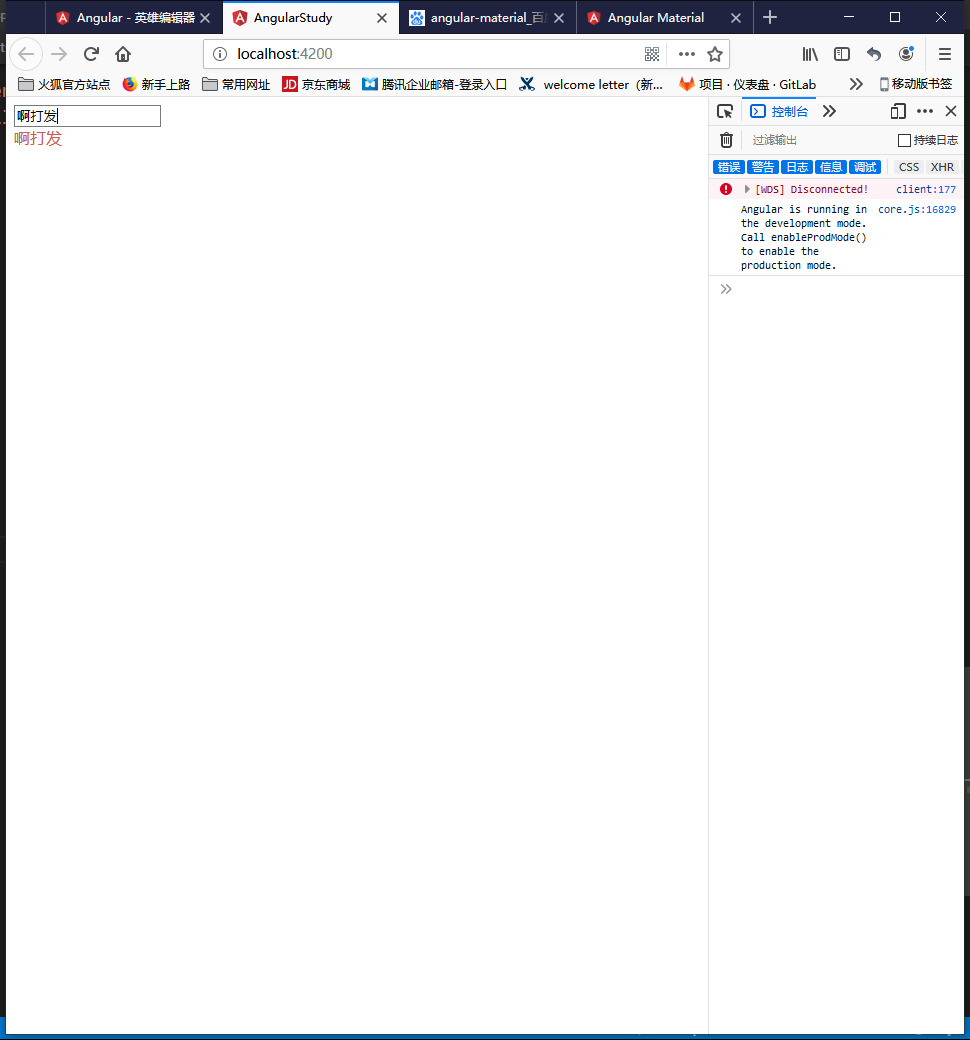 Angular - 英雄编辑器
AngularStudy
angular-material_百
Angular Material
localhost:4200
火狐官方站点
新手上路
常用网址
JD 京东商城
腾讯企业邮箱-登录入口
welcome letter（新...
项目 · 仪表盘 · GitLab
移动版书签
啊打发
啊打发
控制台
过滤输出
持续日志
错误 警告 日志 信息 调试 CSS XHR
[WDS] Disconnected! client:177
Angular is running in core.js:16829
the development mode.
Call enableProdMode()
to enable the
production mode.